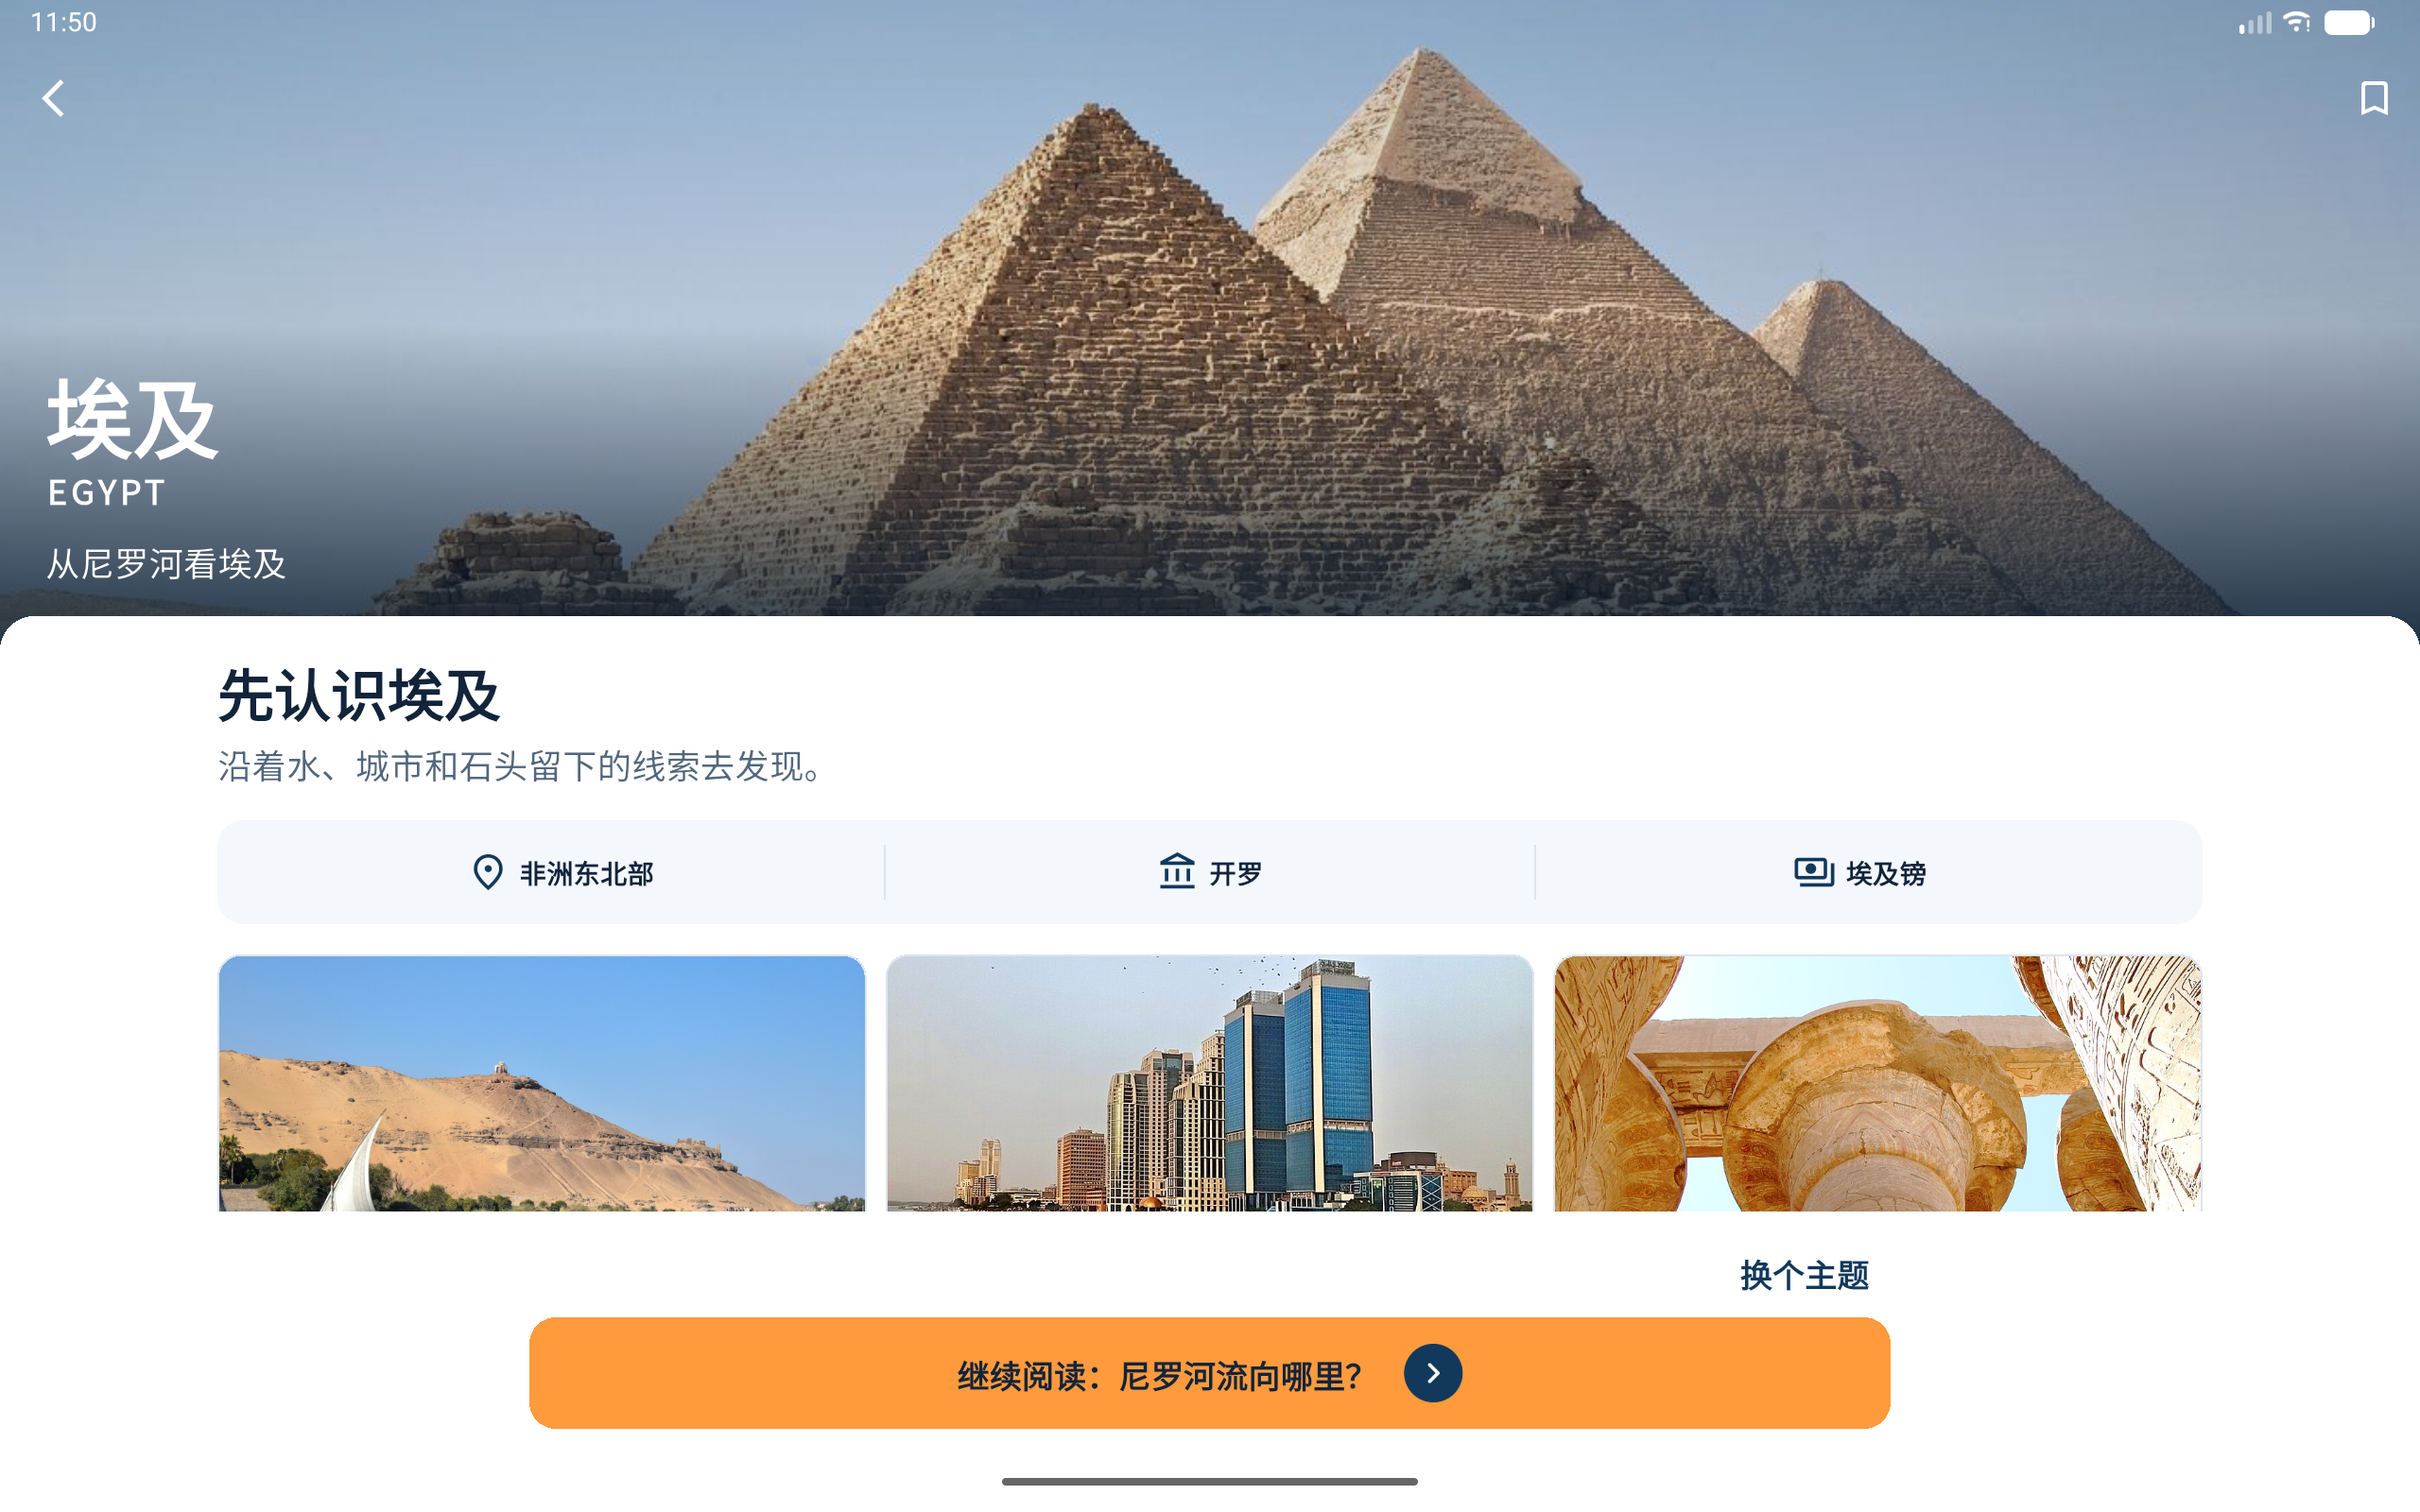 11:50
埃及
EGYPT
从尼罗河看埃及
先认识埃及
沿着水、城市和石头留下的线索去发现。
非洲东北部
开罗
埃及镑
换个主题
继续阅读：尼罗河流向哪里？